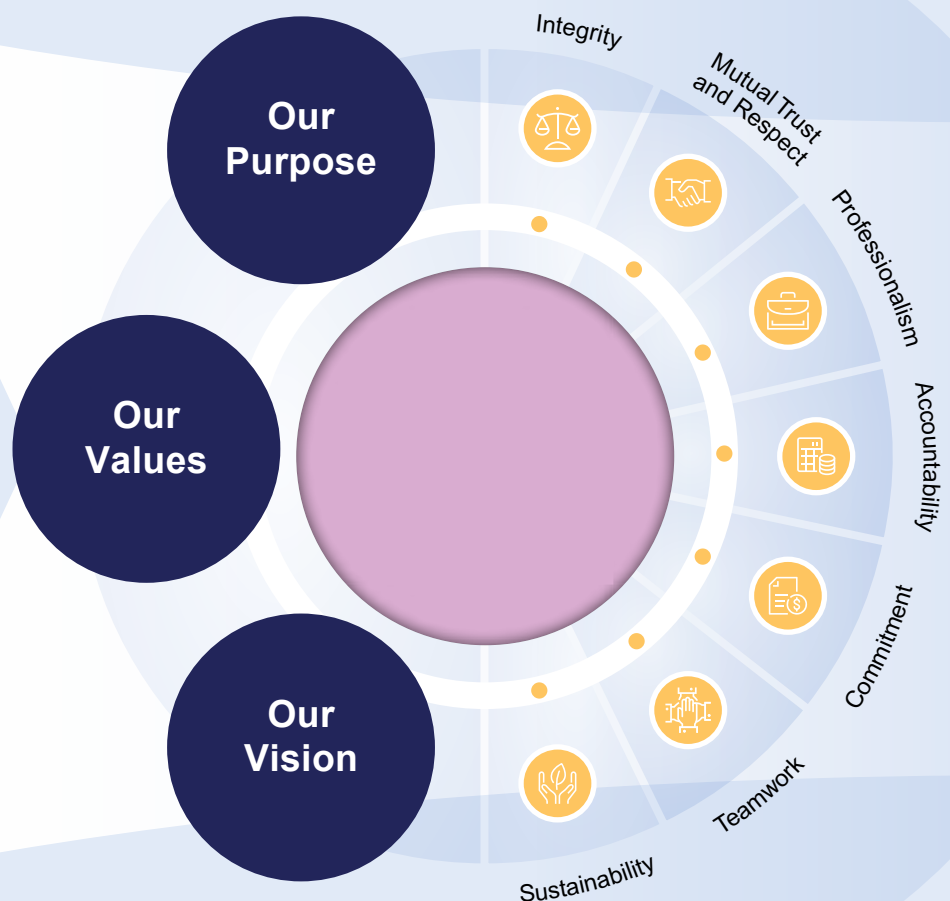 Our
Purpose
Our
Values
Our
Vision
Integrity
Mutual Trust
and Respect
Professionalism
Accountability
Commitment
Teamwork
Sustainability